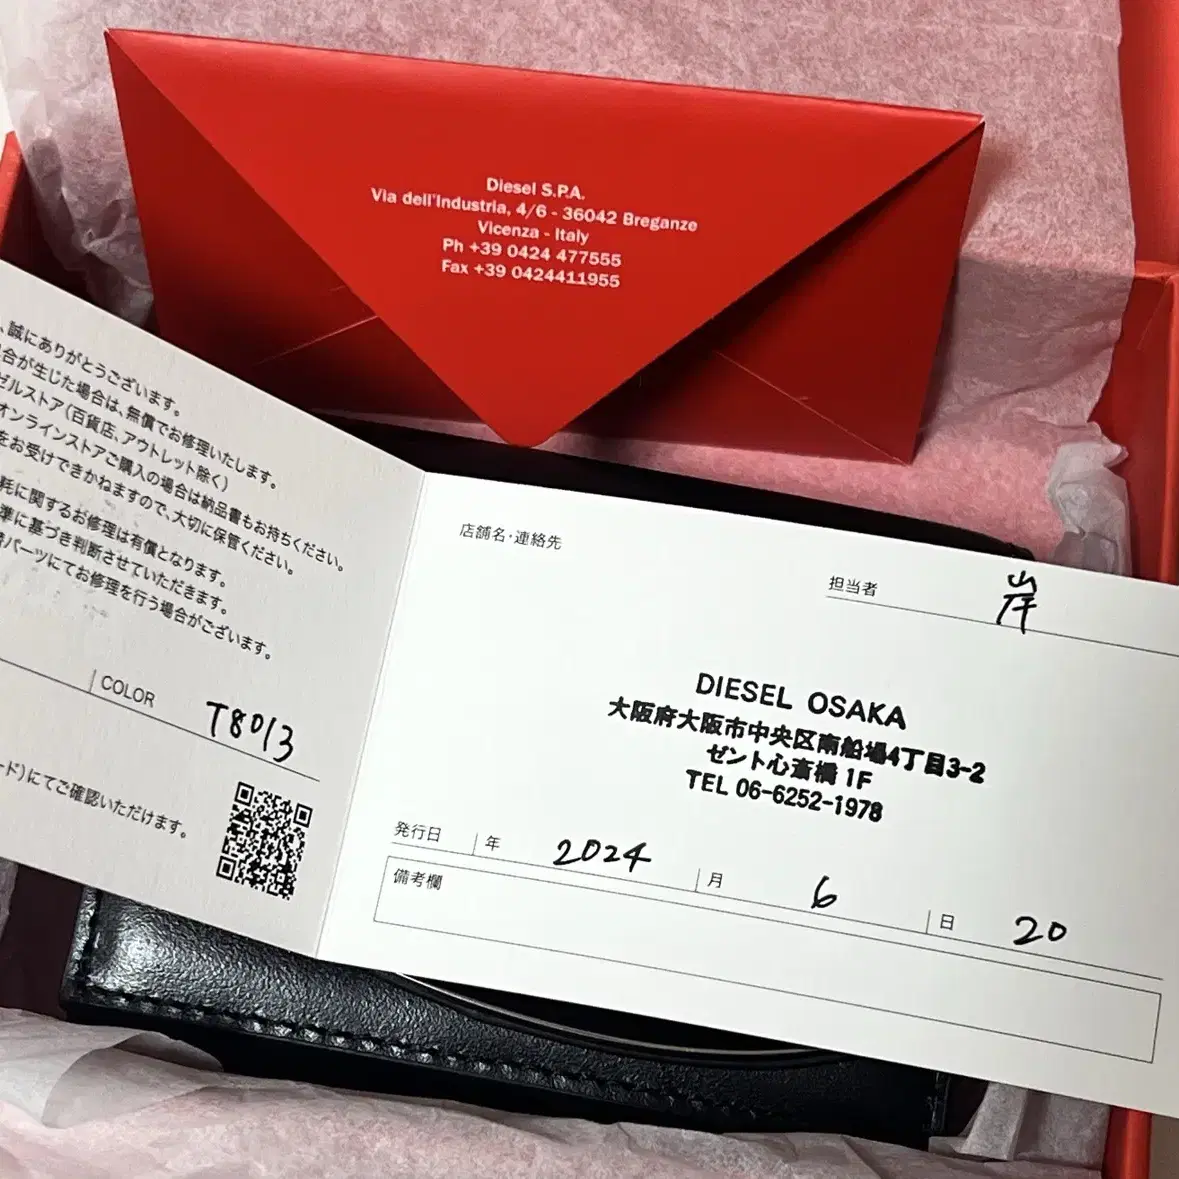 Diesel S.P.A.
Via dell'Industria, 4/6 - 36042 Breganze
Vicenza - Italy
Ph +39 0424 477555
Fax +39 0424411955
、誠にありがとうございます。
合が生じた場合は、無償でお修理いたします。
ゼルストア(百貨店、アウトレット除く)
オンラインストアご購入の場合は納品書もお持ちください。
をお受けできかねますので、大切に保管ください。
耗に関するお修理は有償となります。
準に基づき判断させていただきます。
パーツにてお修理を行う場合がございます。
COLOR T8013
ード)にてご確認いただけます。
店舗名・連絡先
担当者 岸
DIESEL OSAKA
大阪府大阪市中央区南船場4丁目3-2
ゼント心斎橋 1F
TEL 06-6252-1978
発行日 年 2024 月 6 日 20
備考欄